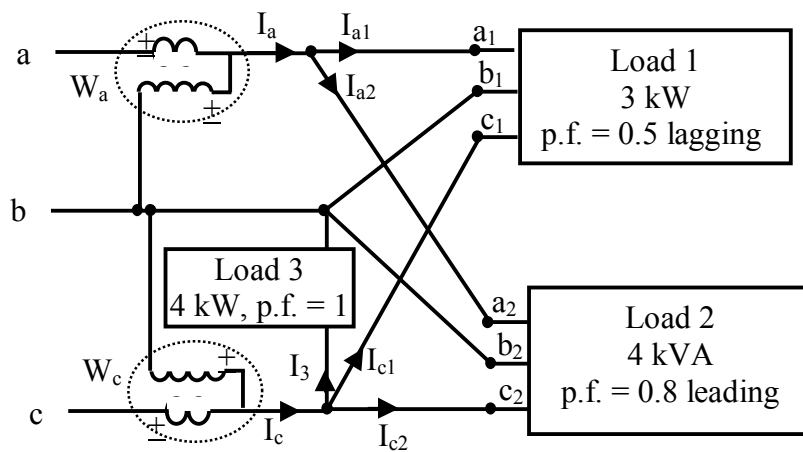 a
±
Wa
±
Ia
Ia1
Ia2
a1
b1
c1
Load 1
3 kW
p.f. = 0.5 lagging
b
Load 3
4 kW, p.f. = 1
a2
b2
c2
Load 2
4 kVA
p.f. = 0.8 leading
Wc
±
I3
Ic1
c
±
Ic
Ic2